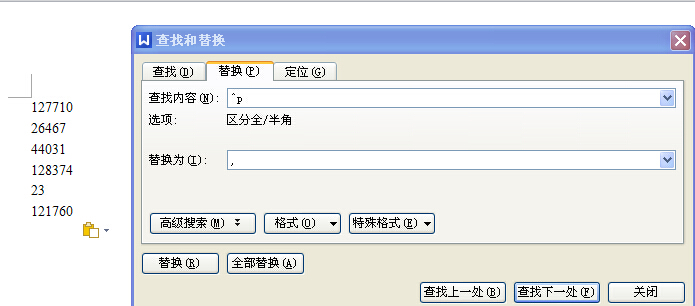 查找和替换
查找(D) 替换(P) 定位(G)
127710
26467
44031
128374
23
121760
查找内容(N): ^p
选项: 区分全/半角
替换为(I): ,
高级搜索(M) 格式(O) 特殊格式(E)
替换(R) 全部替换(A)
查找上一处(B) 查找下一处(F) 关闭